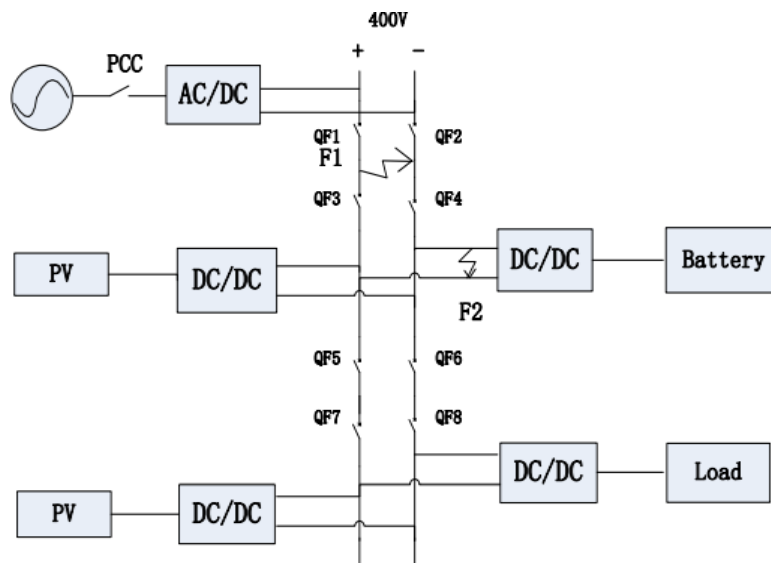 400V
+ −
PCC
AC/DC
QF1 QF2
F1
QF3 QF4
PV
DC/DC
DC/DC
Battery
F2
QF5 QF6
QF7 QF8
DC/DC
Load
PV
DC/DC